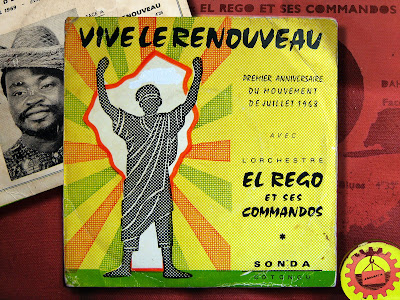 VIVE LE RENOUVEAU
PREMIER ANNIVERSAIRE
DU MOUVEMENT
DE JUILLET 1968
AVEC
L'ORCHESTRE
EL REGO
ET SES
COMMANDOS
*
SONDA
COTONOU
EL REGO ET SES COMMANDOS